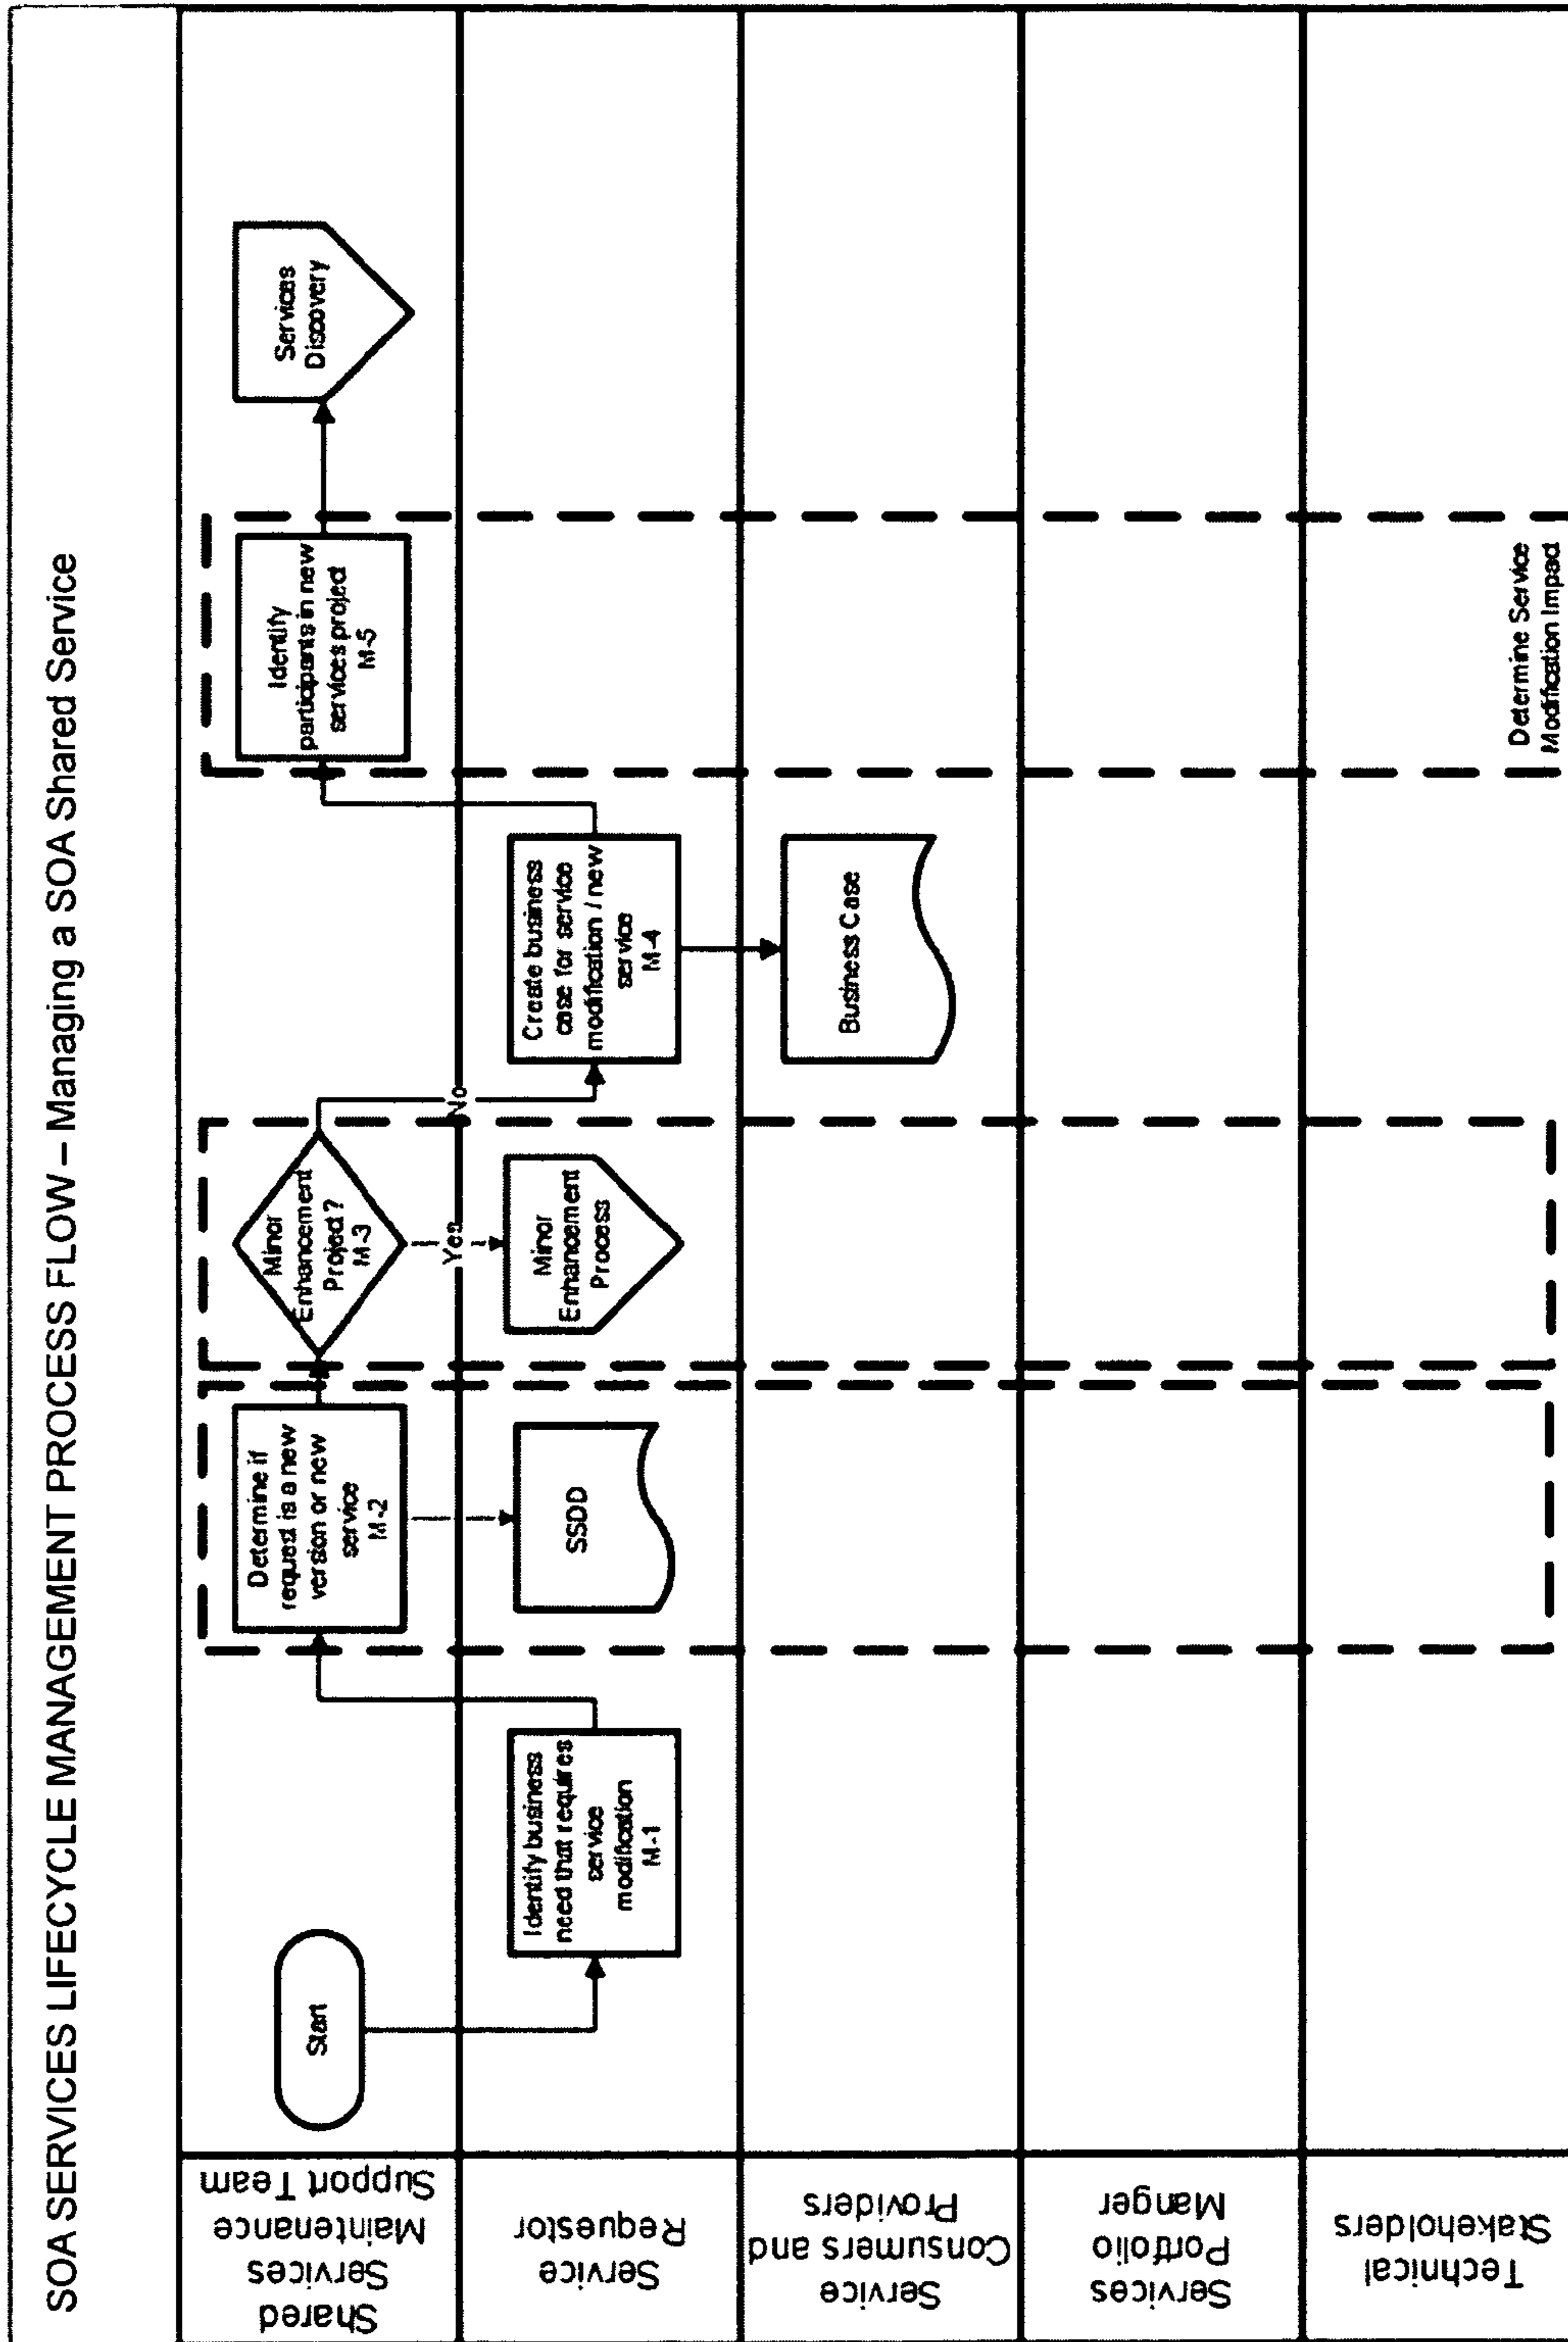 SOA SERVICES LIFECYCLE MANAGEMENT PROCESS FLOW – Managing a SOA Shared Service
Shared
Services
Maintenance
Support Team
Start
Determine if
request is a new
version or new
service
M-2
Minor
Enhancement
Project?
M-3
Identify
participants in new
services project
M-5
Services
Discovery
Yes
No
Service
Requestor
Identify business
need that requires
service
modification
M-1
SSDD
Minor
Enhancement
Process
Create business
case for service
modification / new
service
M-4
Service
Consumers and
Providers
Business Case
Services
Portfolio
Manger
Technical
Stakeholders
Determine Service
Modification Impact